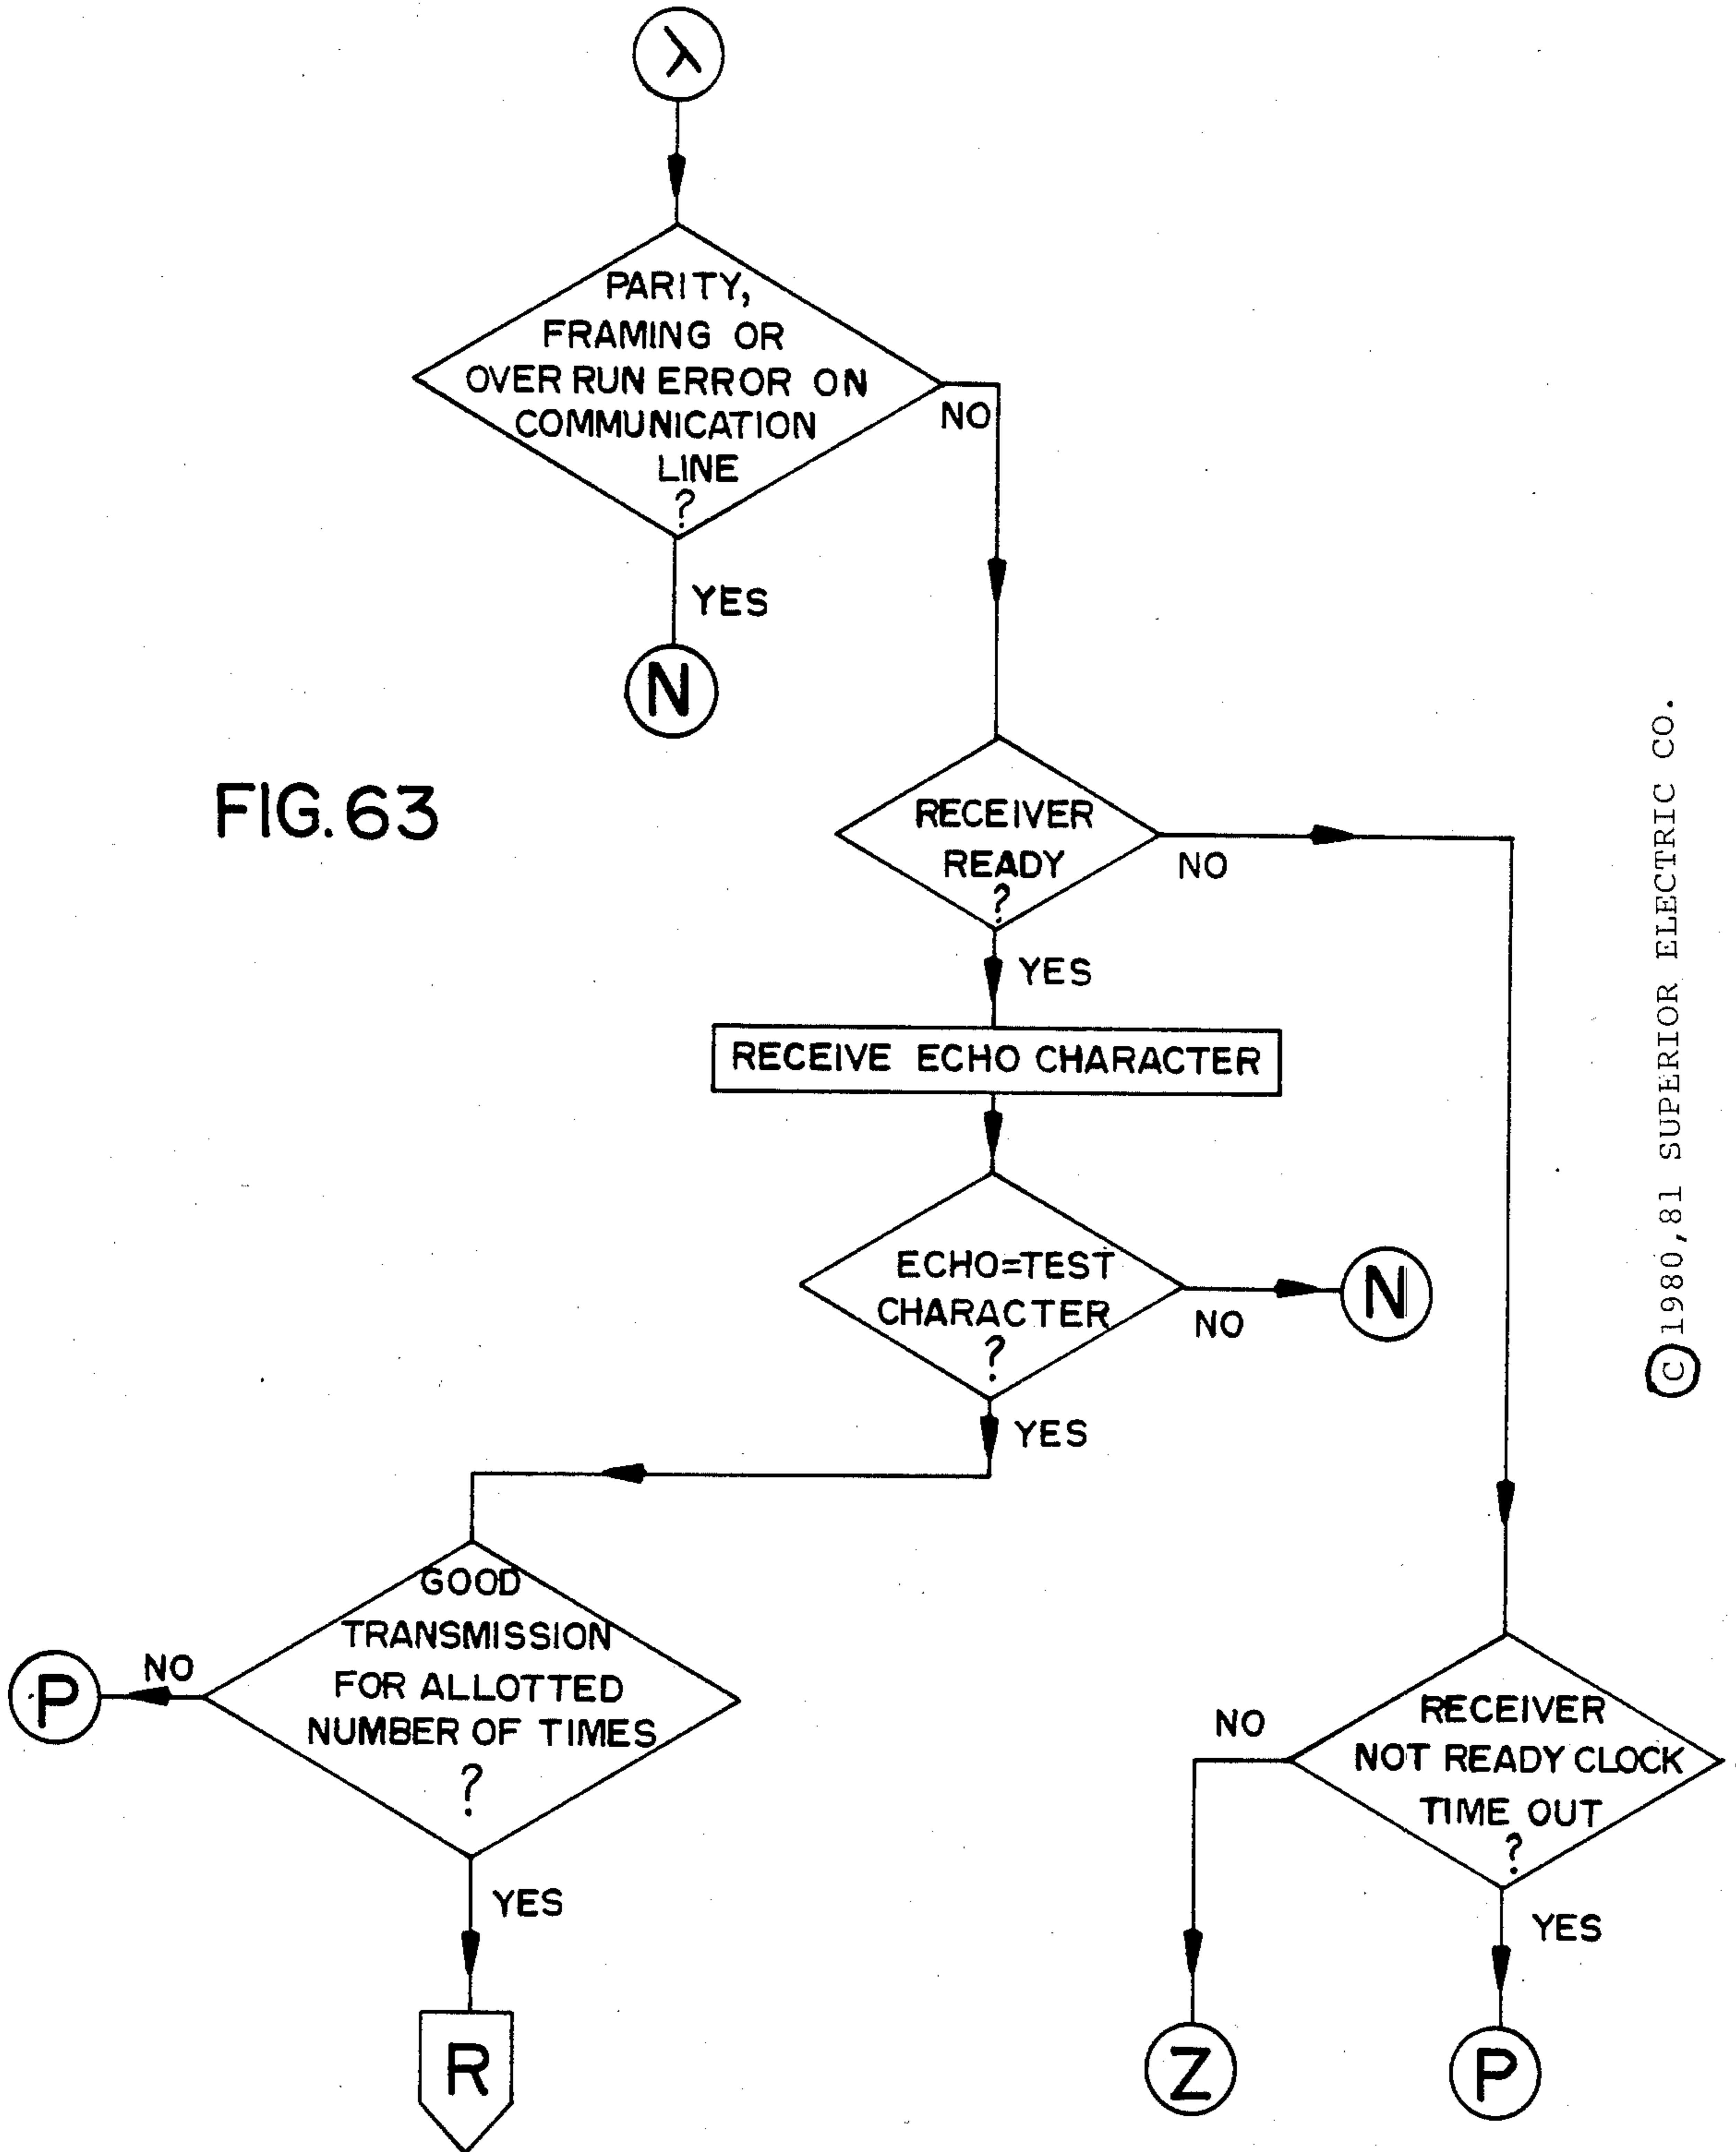 λ
PARITY,
FRAMING OR
OVER RUN ERROR ON
COMMUNICATION
LINE
?
NO
YES
N
FIG. 63
RECEIVER
READY
?
NO
YES
RECEIVE ECHO CHARACTER
ECHO=TEST
CHARACTER
?
NO
N
YES
GOOD
TRANSMISSION
FOR ALLOTTED
NUMBER OF TIMES
?
NO
P
YES
R
RECEIVER
NOT READY CLOCK
TIME OUT
?
NO
Z
YES
P
© 1980,81 SUPERIOR ELECTRIC CO.